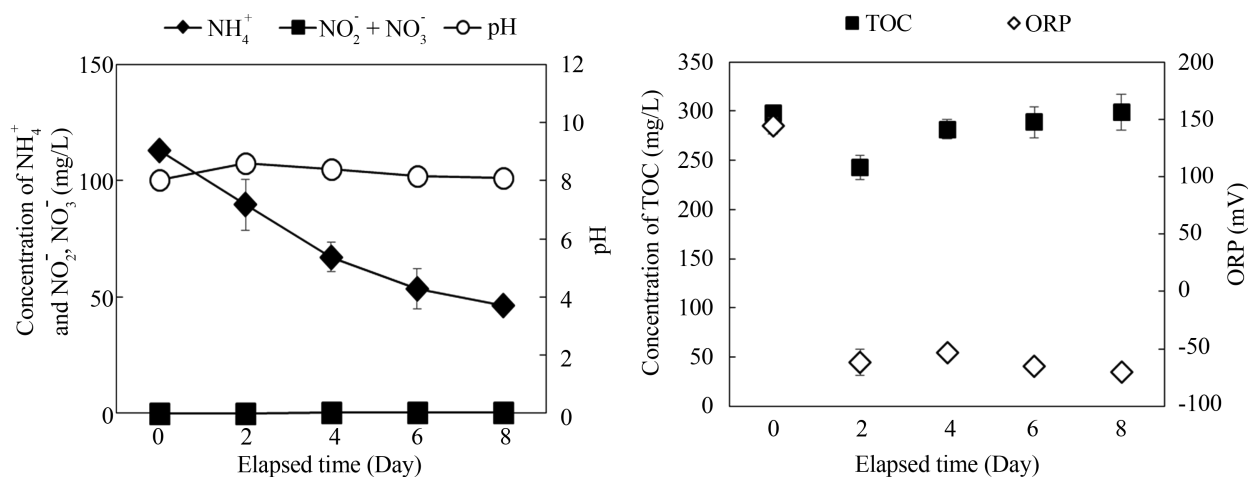 NH₄⁺ NO₂⁻ + NO₃⁻ pH
Concentration of NH₄⁺
and NO₂⁻, NO₃⁻ (mg/L)
150
100
50
0
12
10
8
6
4
2
0
pH
0 2 4 6 8
Elapsed time (Day)
TOC ORP
Concentration of TOC (mg/L)
350
300
250
200
150
100
50
0
200
150
100
50
0
-50
-100
ORP (mV)
0 2 4 6 8
Elapsed time (Day)